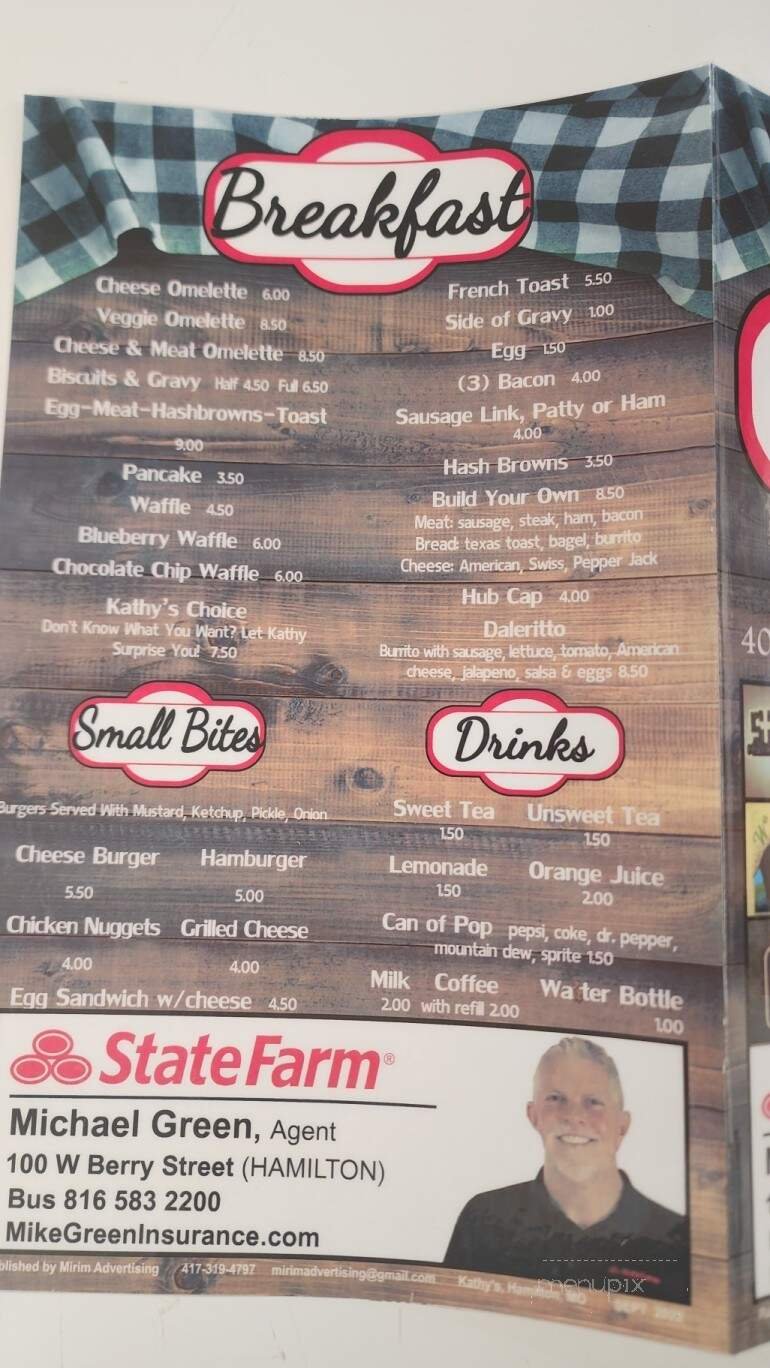 Breakfast
Cheese Omelette 6.00
Veggie Omelette 8.50
Cheese & Meat Omelette 8.50
Biscuits & Gravy Half 4.50 Full 6.50
Egg-Meat-Hashbrowns-Toast
9.00
Pancake 3.50
Waffle 4.50
Blueberry Waffle 6.00
Chocolate Chip Waffle 6.00
Kathy's Choice
Don't Know What You Want? Let Kathy
Surprise You! 7.50
French Toast 5.50
Side of Gravy 1.00
Egg 1.50
(3) Bacon 4.00
Sausage Link, Patty or Ham
4.00
Hash Browns 3.50
Build Your Own 8.50
Meat: sausage, steak, ham, bacon
Bread: texas toast, bagel, burrito
Cheese: American, Swiss, Pepper Jack
Hub Cap 4.00
Daleritto
Burrito with sausage, lettuce, tomato, American
cheese, jalapeno, salsa & eggs 8.50
Small Bites
Burgers Served With Mustard, Ketchup, Pickle, Onion
Cheese Burger Hamburger
5.50 5.00
Chicken Nuggets Grilled Cheese
4.00 4.00
Egg Sandwich w/cheese 4.50
Drinks
Sweet Tea Unsweet Tea
1.50 1.50
Lemonade Orange Juice
1.50 2.00
Can of Pop pepsi, coke, dr. pepper,
mountain dew, sprite 1.50
Milk Coffee Watter Bottle
2.00 with refill 2.00 1.00
StateFarm®
Michael Green, Agent
100 W Berry Street (HAMILTON)
Bus 816 583 2200
MikeGreenInsurance.com
blished by Mirim Advertising 417-319-4797 mirimadvertising@gmail.com Kathy's,
menupix
40